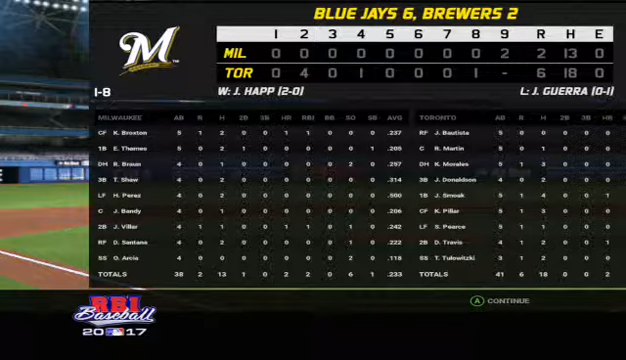 BLUE JAYS 6, BREWERS 2
1 2 3 4 5 6 7 8 9 R H E
MIL 0 0 0 0 0 0 0 0 2 2 13 0
TOR 0 4 0 1 0 0 0 1 - 6 18 0
M
1-8 W: J. HAPP (2-0) L: J. GUERRA (0-1)
MILWAUKEE AB R H 2B 3B HR RBI BB SO SB AVG TORONTO AB R H 2B 3B HR
CF K. Broxton 5 1 2 0 0 1 1 0 0 0 .237 RF J. Bautista 5 0 0 0 0 0
1B E. Thames 5 0 2 1 0 0 0 0 0 1 .205 C R. Martin 5 0 1 0 0 0
DH R. Braun 4 0 1 0 0 0 0 0 2 0 .257 DH K. Morales 5 1 3 0 0 0
3B T. Shaw 4 0 2 0 0 0 0 0 0 0 .314 3B J. Donaldson 4 0 2 0 0 0
LF H. Perez 4 0 2 0 0 0 0 0 0 0 .500 1B J. Smoak 5 1 4 0 0 1
C J. Bandy 4 0 0 0 0 0 0 0 1 0 .206 CF K. Pillar 5 1 3 0 0 0
2B J. Villar 4 1 1 0 0 1 1 0 0 0 .242 LF S. Pearce 5 1 1 0 0 0
RF D. Santana 4 0 2 0 0 0 0 0 1 0 .222 2B D. Travis 4 1 2 0 0 1
SS O. Arcia 4 0 1 0 0 0 0 0 2 0 .118 SS T. Tulowitzki 3 1 2 0 0 0
TOTALS 38 2 13 1 0 2 2 0 6 1 .233 TOTALS 41 6 18 0 0 2
RBI
Baseball
20 17
A CONTINUE